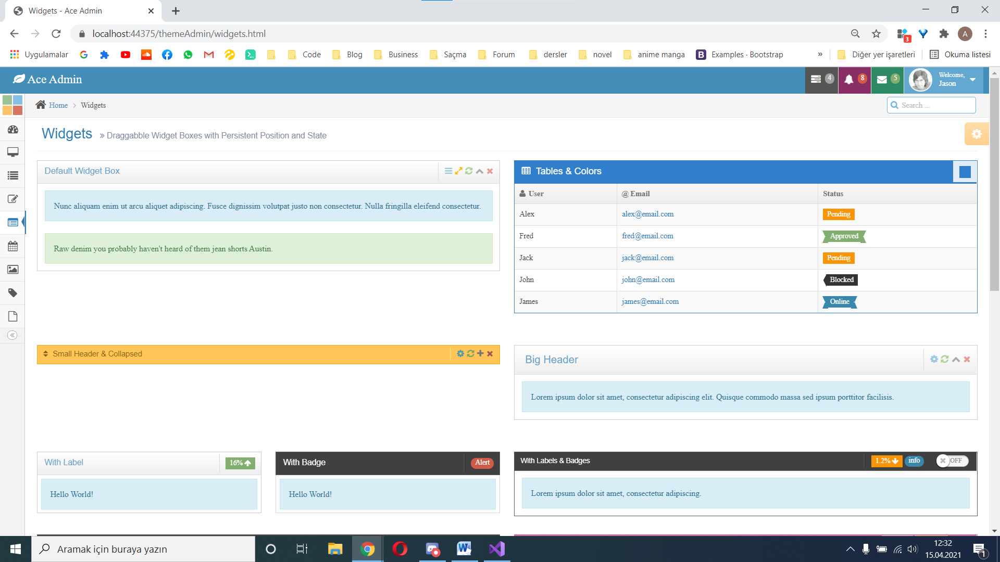 Widgets - Ace Admin
localhost:44375/themeAdmin/widgets.html
3
A
Uygulamalar
Code
Blog
Business
Saçma
Forum
dersler
novel
anime manga
B
Examples · Bootstrap
»
Diğer yer işaretleri
Okuma listesi
Ace Admin
4
8
5
Welcome,
Jason
Home
Widgets
Search ...
Widgets
» Draggabble Widget Boxes with Persistent Position and State
Default Widget Box
Nunc aliquam enim ut arcu aliquet adipiscing. Fusce dignissim volutpat justo non consectetur. Nulla fringilla eleifend consectetur.
Raw denim you probably haven't heard of them jean shorts Austin.
Tables & Colors
User @ Email Status
Alex alex@email.com Pending
Fred fred@email.com Approved
Jack jack@email.com Pending
John john@email.com Blocked
James james@email.com Online
Small Header & Collapsed
Big Header
Lorem ipsum dolor sit amet, consectetur adipiscing elit. Quisque commodo massa sed ipsum porttitor facilisis.
With Label
16%
Hello World!
With Badge
Alert
Hello World!
With Labels & Badges
1.2%
info
OFF
Lorem ipsum dolor sit amet, consectetur adipiscing.
Aramak için buraya yazın
12:32
15.04.2021
1